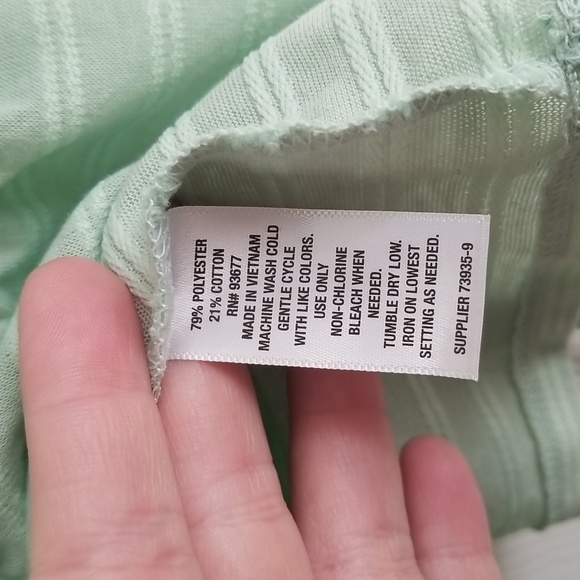 79% POLYESTER
21% COTTON
RN# 93677
MADE IN VIETNAM
MACHINE WASH COLD
GENTLE CYCLE
WITH LIKE COLORS.
USE ONLY
NON-CHLORINE
BLEACH WHEN
NEEDED.
TUMBLE DRY LOW.
IRON ON LOWEST
SETTING AS NEEDED.
SUPPLIER 73935-9